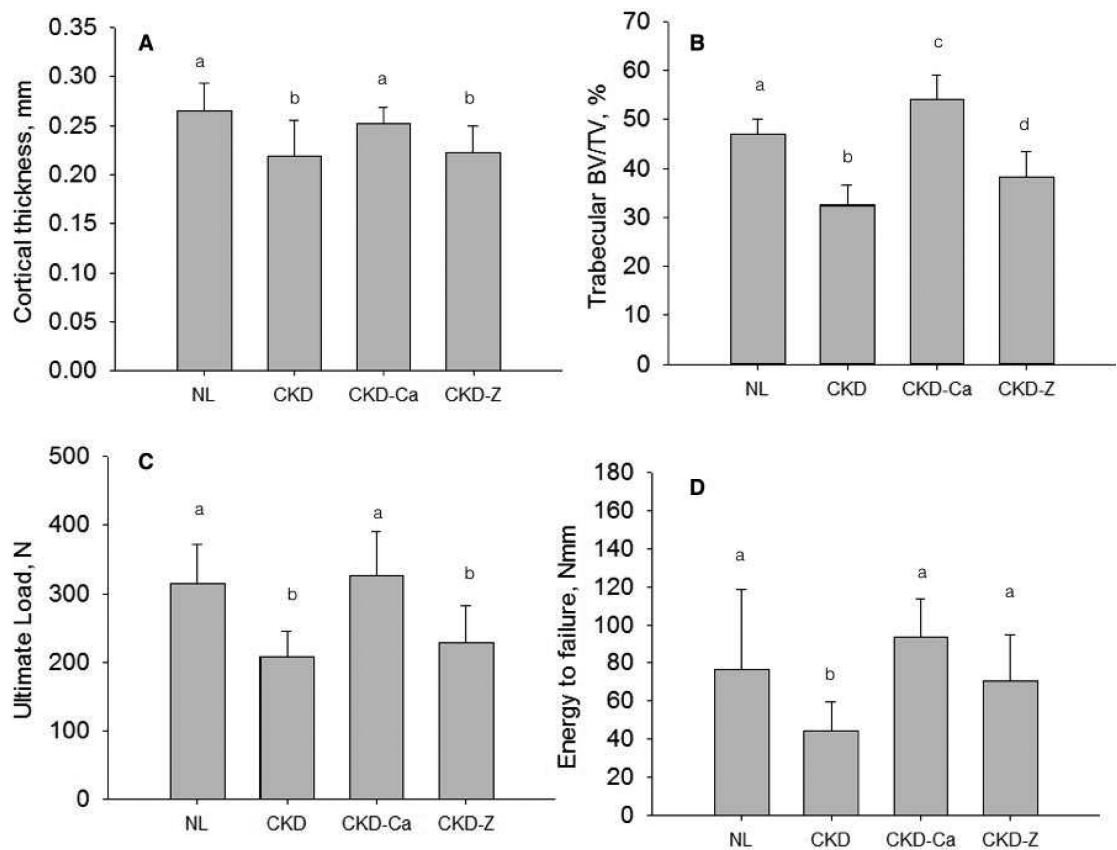 A
Cortical thickness, mm
0.35
0.30
0.25
0.20
0.15
0.10
0.05
0.00
a
b
a
b
NL CKD CKD-Ca CKD-Z
B
Trabecular BV/TV, %
70
60
50
40
30
20
10
0
a
b
c
d
NL CKD CKD-Ca CKD-Z
C
Ultimate Load, N
500
400
300
200
100
0
a
b
a
b
NL CKD CKD-Ca CKD-Z
D
Energy to failure, Nmm
180
160
140
120
100
80
60
40
20
0
a
b
a
a
NL CKD CKD-Ca CKD-Z